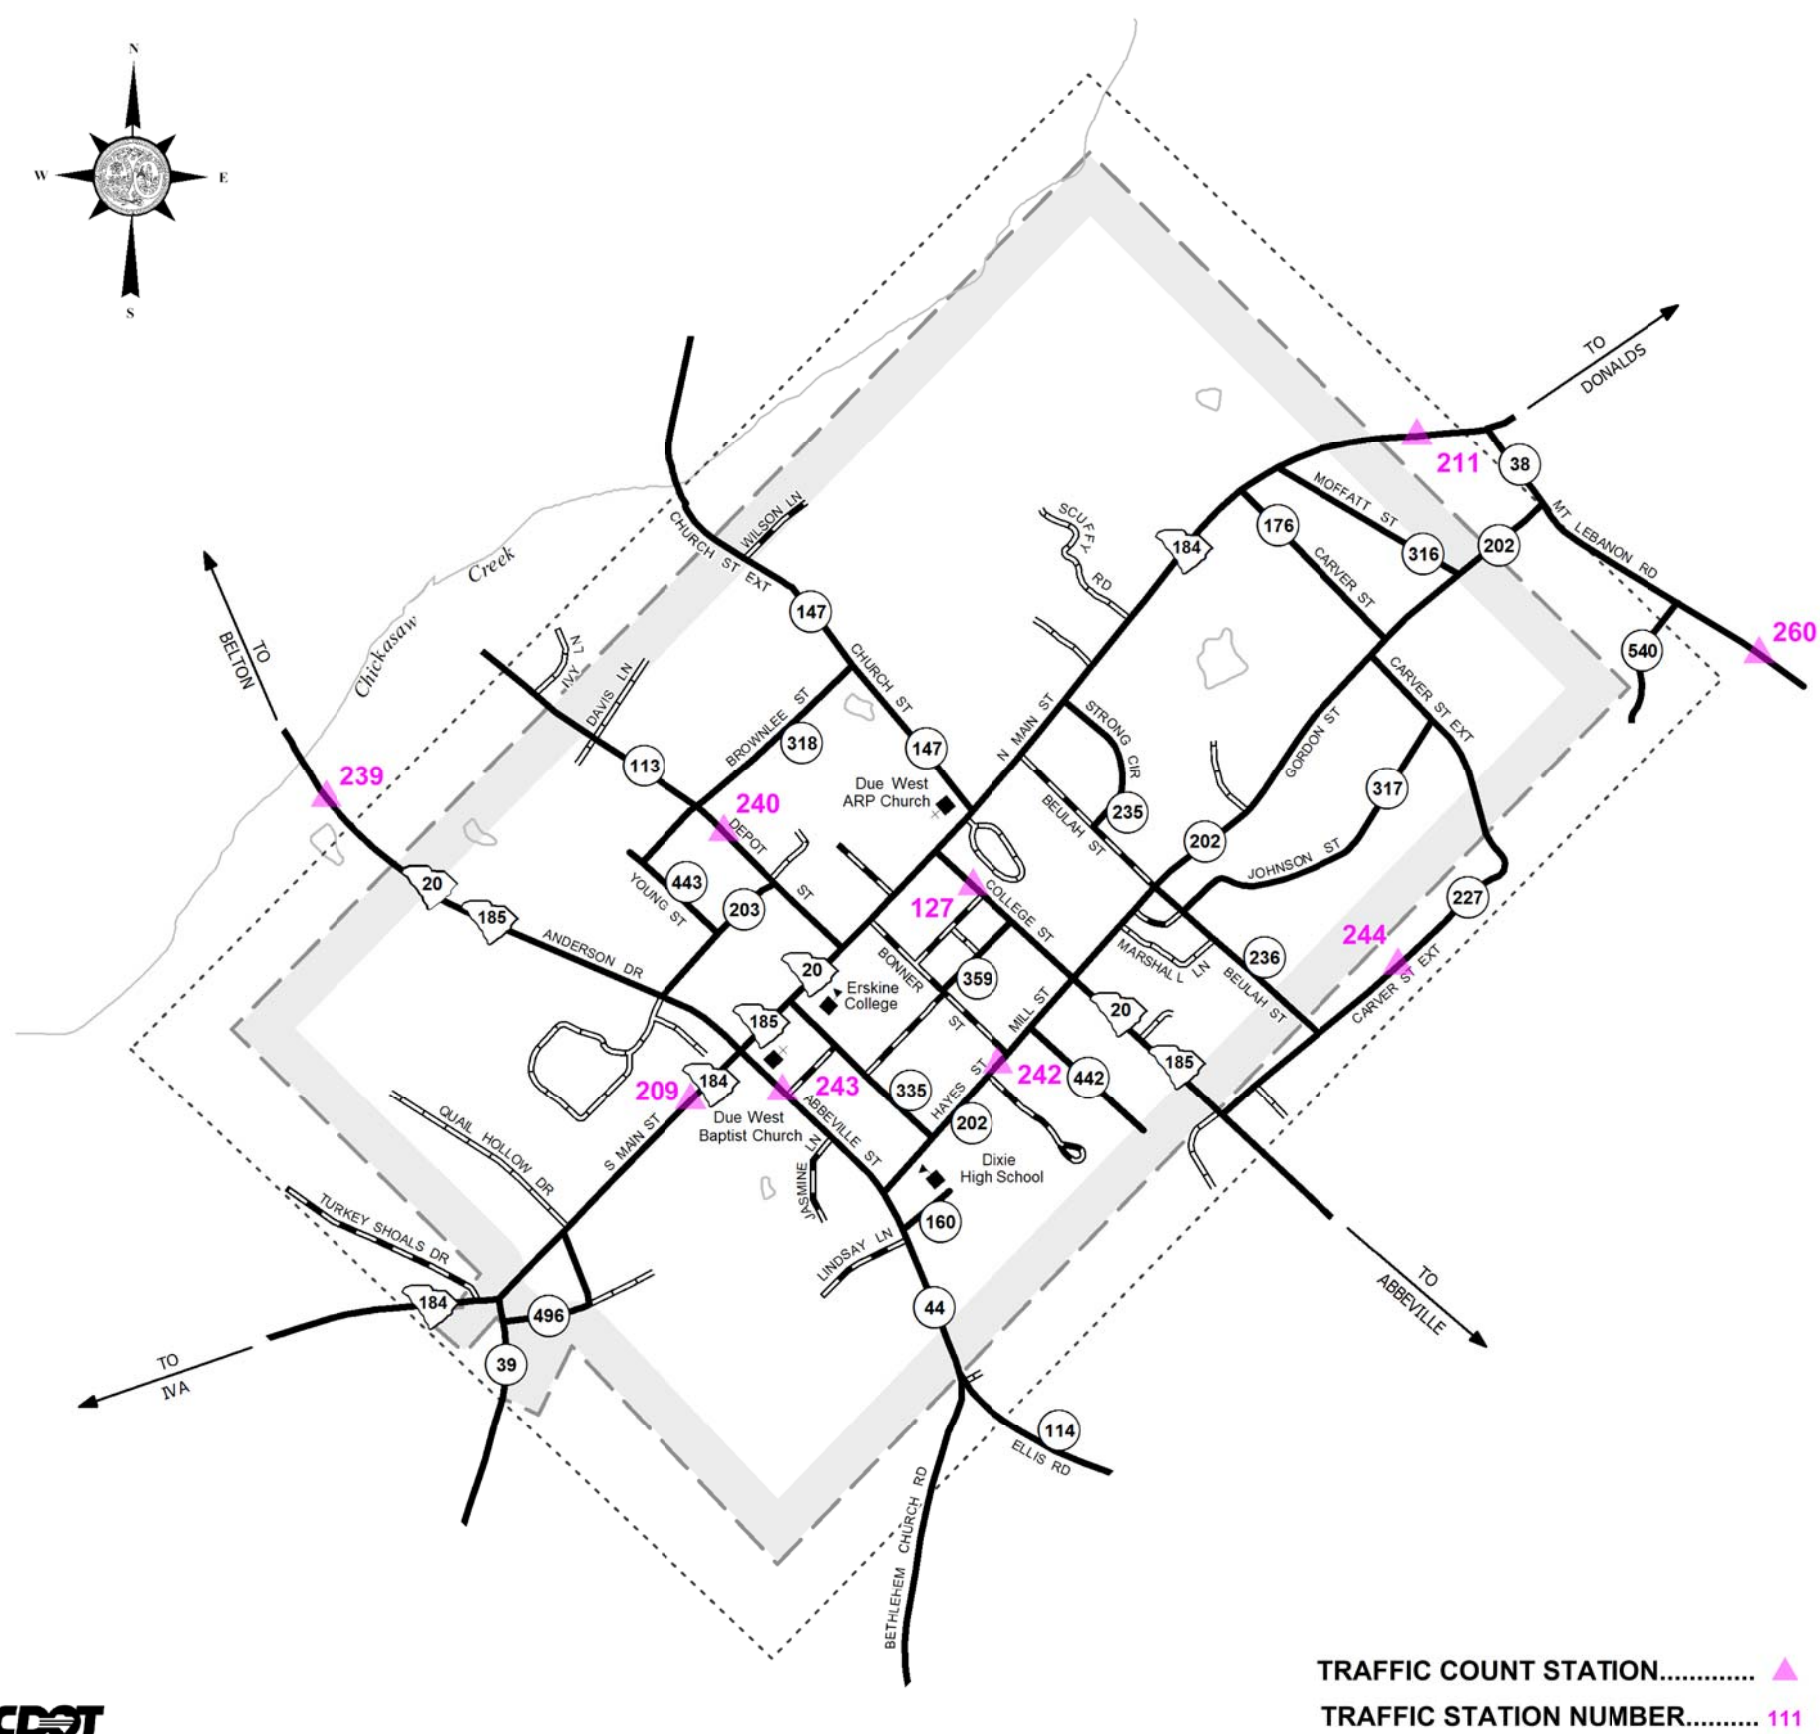 N
W
E
S
TO
DONALDS
211
38
MOFFATT ST
WILSON LN
CHURCH ST EXT
SCUFFY
RD
176
184
316
202
MT LEBANON RD
Creek
CARVER ST
147
260
TO
BELTON
Chickasaw
IVY LN
DAVIS LN
CHURCH ST
540
CARVER ST EXT
BROWNLEE ST
318
147
N MAIN ST
STRONG CIR
GORDON ST
113
239
Due West
ARP Church
317
240
DEPOT
ST
BEULAH ST
235
202
JOHNSON ST
20
443
YOUNG ST
203
127
COLLEGE ST
227
185
ANDERSON DR
244
MARSHALL LN
236
BEULAH ST
CARVER ST EXT
20
BONNER
ST
359
Erskine
College
MILL ST
20
185
185
184
209
243
242
442
335
HAYES ST
202
ABBEVILLE ST
Due West
Baptist Church
S MAIN ST
QUAIL HOLLOW DR
JASMINE LN
Dixie
High School
TURKEY SHOALS DR
160
LINDSAY LN
184
496
44
TO
ABBEVILLE
39
TO
IVA
114
ELLIS RD
BETHLEHEM CHURCH RD
TRAFFIC COUNT STATION.............
TRAFFIC STATION NUMBER.......... 111